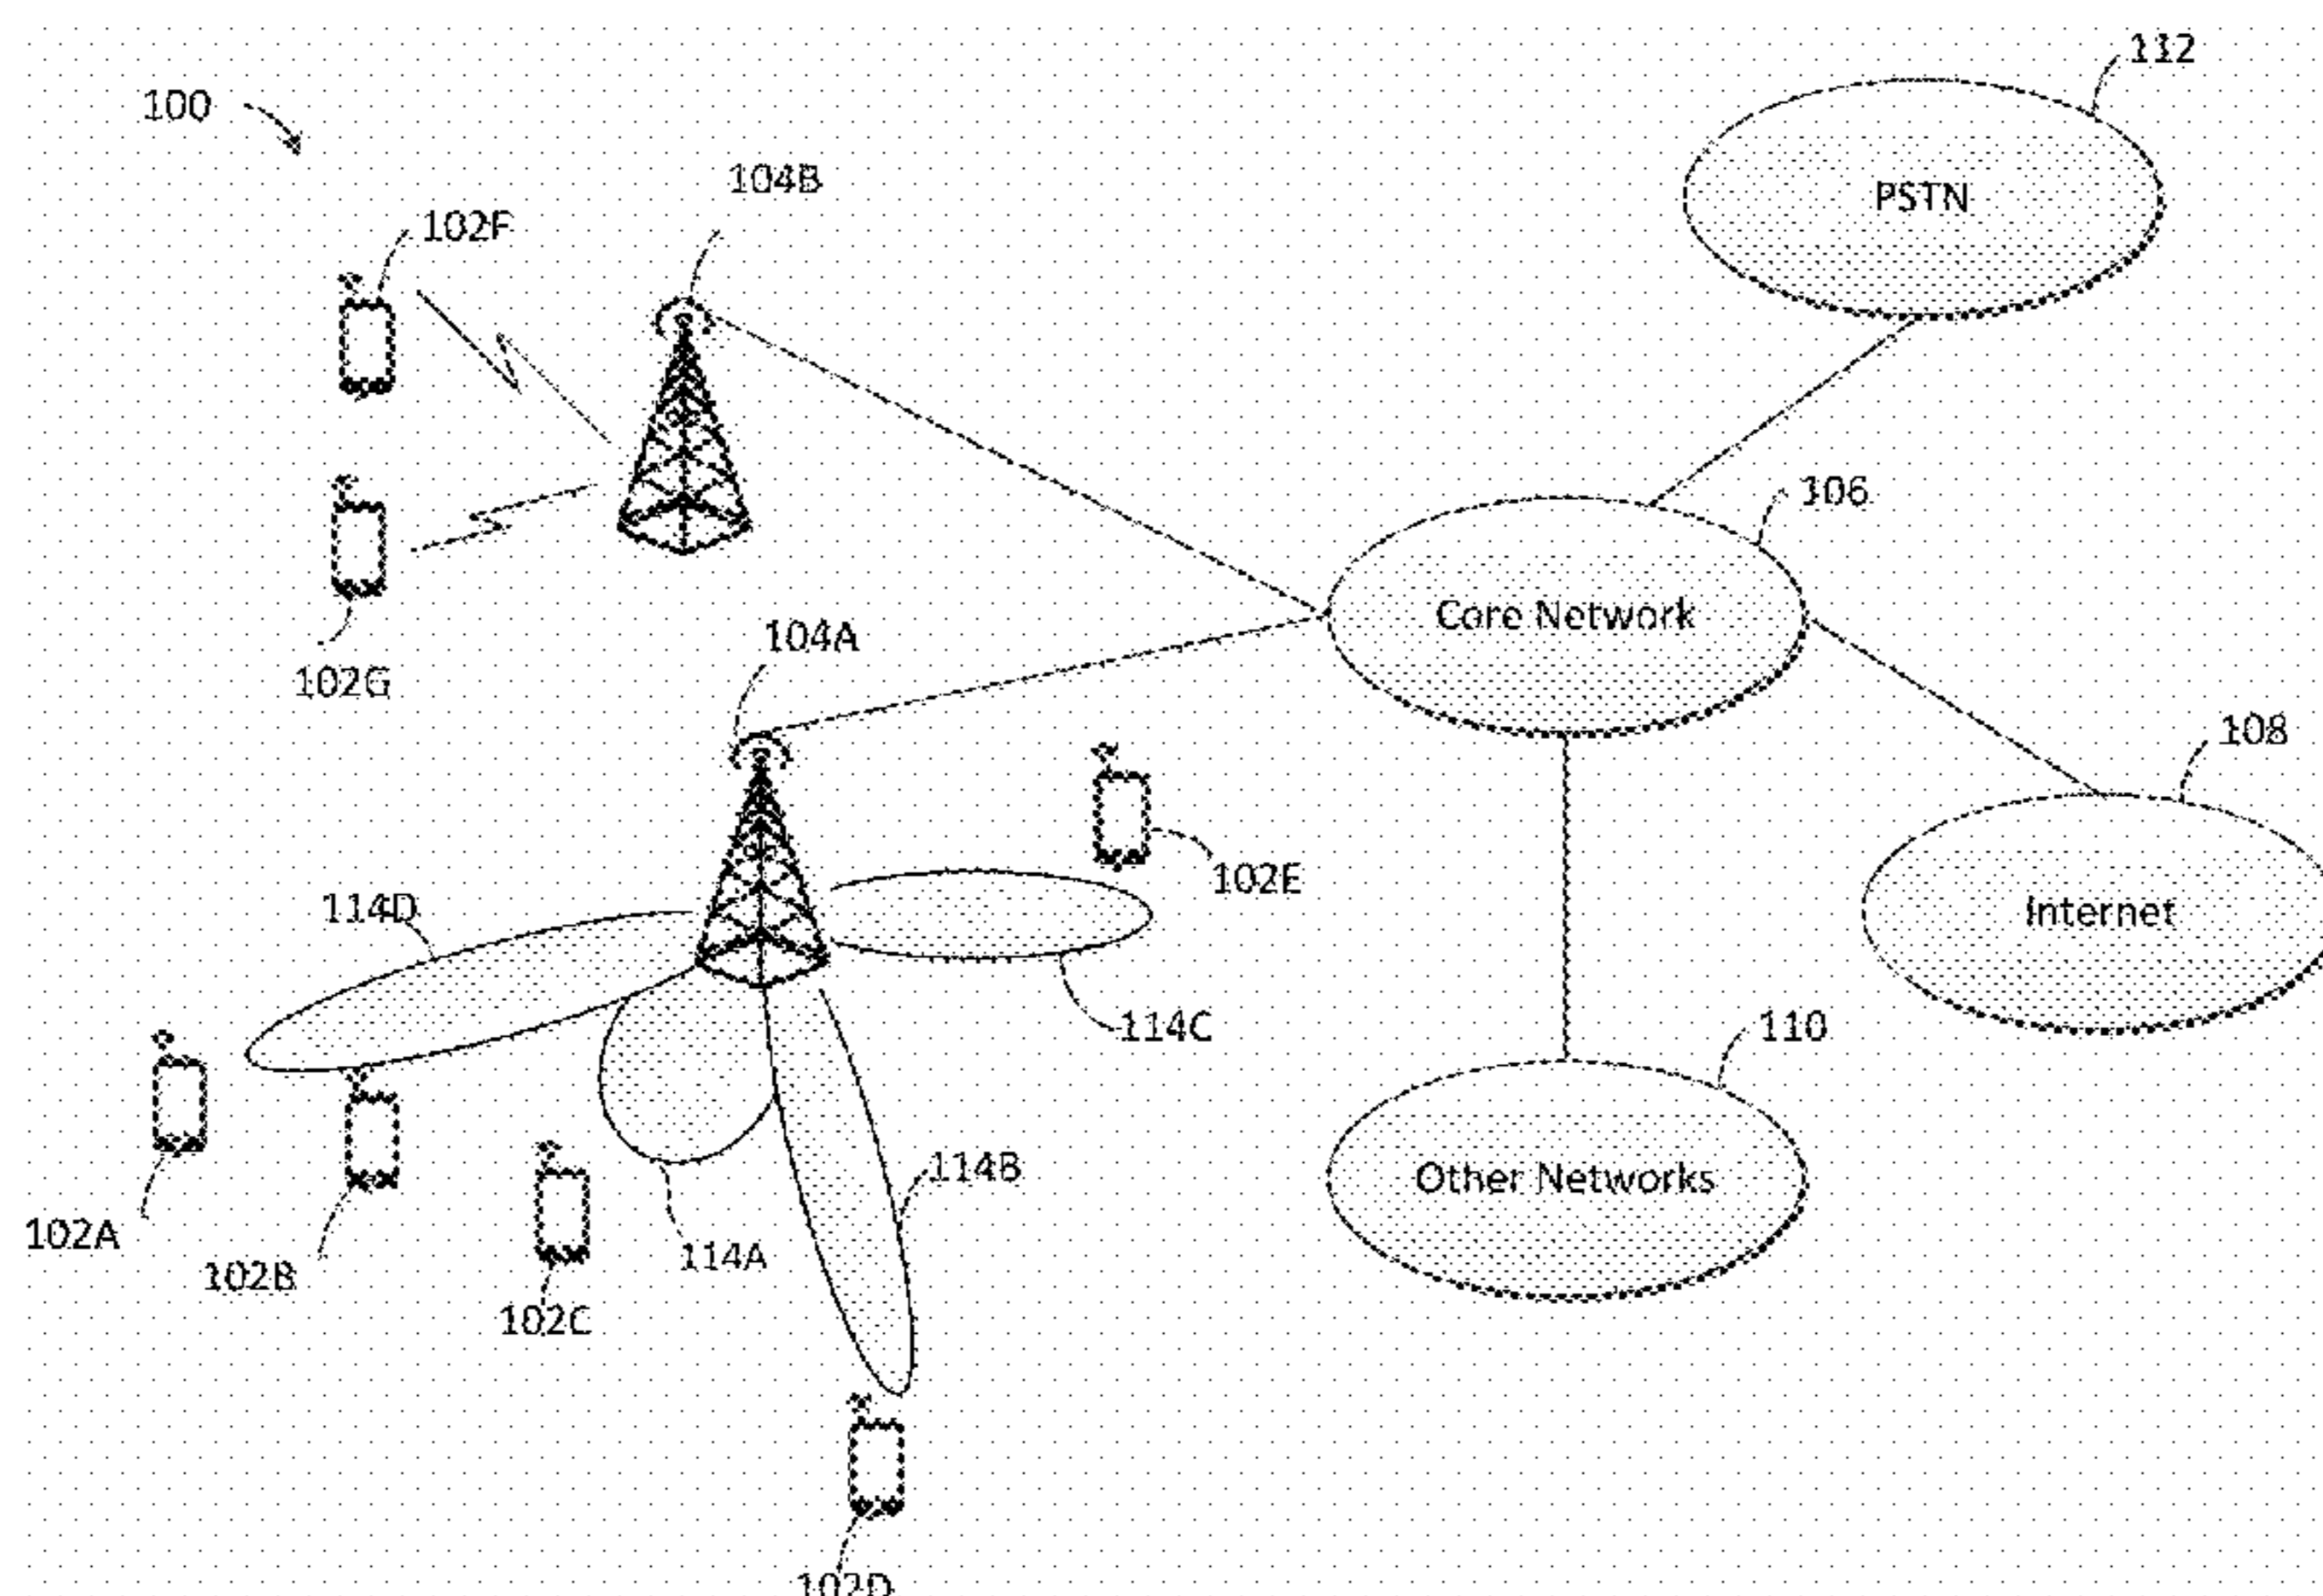 112
100
104B
102F
PSTN
106
Core Network
104A
102G
108
102E
114D
Internet
114C
110
114B
Other Networks
102A
114A
102B
102C
102D